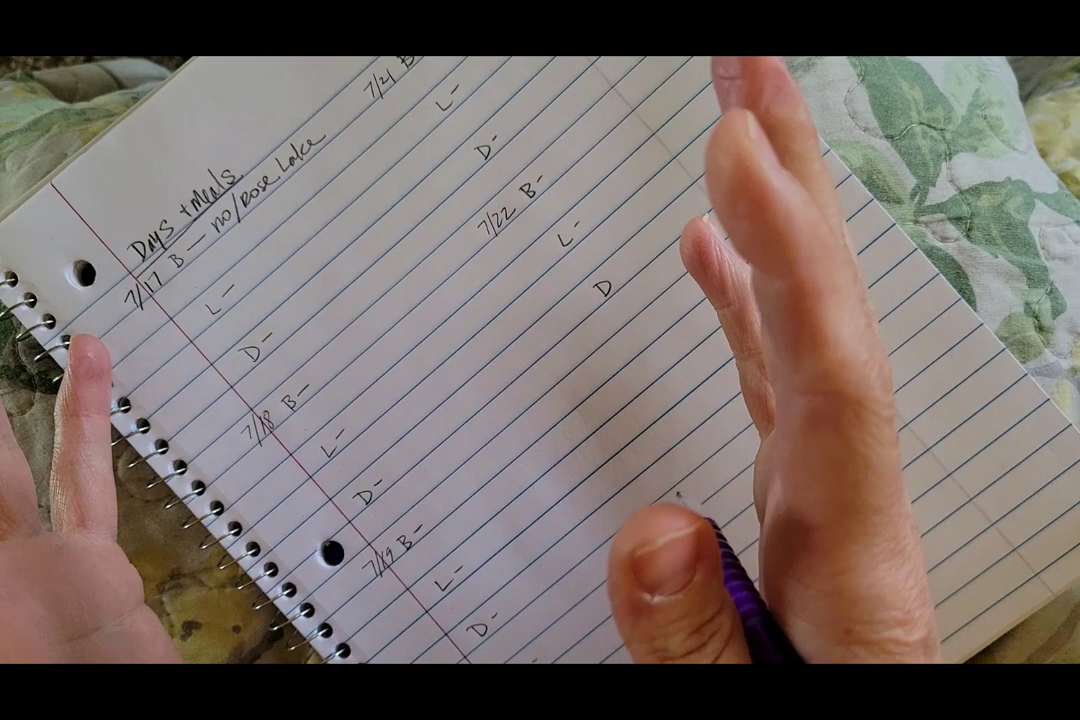 Days + Meals
7/17 B - no/Rose Lake
L -
D -
7/18 B -
L -
D -
7/19 B -
L -
D -
7/21 B
L -
D -
7/22 B -
L -
D